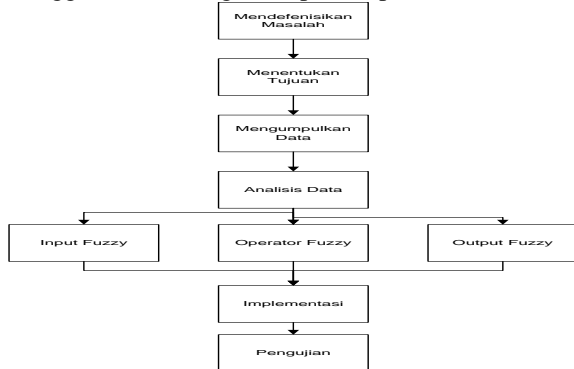 Mendefenisikan
Masalah
Menentukan
Tujuan
Mengumpulkan
Data
Analisis Data
Input Fuzzy
Operator Fuzzy
Output Fuzzy
Implementasi
Pengujian